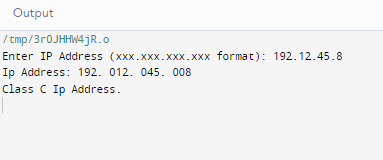 Output
/tmp/3rOJHHW4jR.o
Enter IP Address (xxx.xxx.xxx.xxx format): 192.12.45.8
Ip Address: 192. 012. 045. 008
Class C Ip Address.